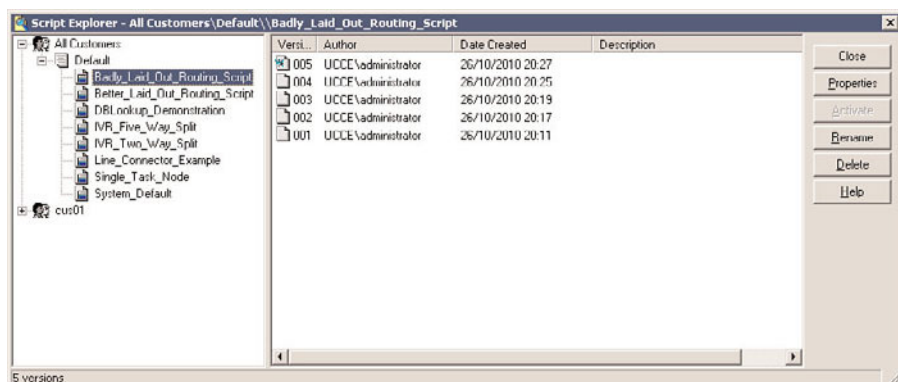 Script Explorer - All Customers\Default\\Badly_Laid_Out_Routing_Script
All Customers
Default
Badly_Laid_Out_Routing_Script
Better_Laid_Out_Routing_Script
DBLookup_Demonstration
IVR_Five_Way_Split
IVR_Two_Way_Split
Line_Connector_Example
Single_Task_Node
System_Default
cus01
Versi... Author Date Created Description
005 UCCE\administrator 26/10/2010 20:27
004 UCCE\administrator 26/10/2010 20:25
003 UCCE\administrator 26/10/2010 20:19
002 UCCE\administrator 26/10/2010 20:17
001 UCCE\administrator 26/10/2010 20:11
Close
Properties
Activate
Rename
Delete
Help
5 versions